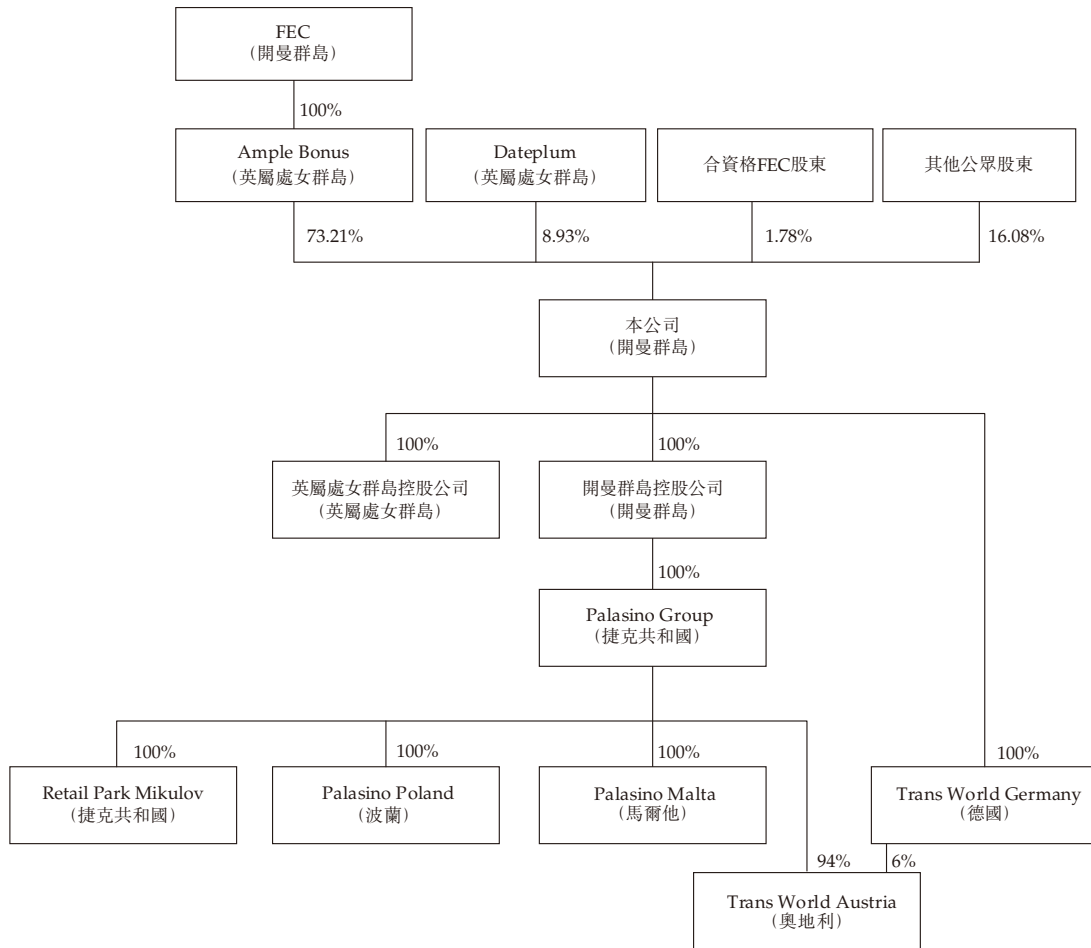 FEC
(開曼群島)
100%
Ample Bonus
(英屬處女群島)
Dateplum
(英屬處女群島)
合資格FEC股東
其他公眾股東
73.21%
8.93%
1.78%
16.08%
本公司
(開曼群島)
100%
100%
英屬處女群島控股公司
(英屬處女群島)
開曼群島控股公司
(開曼群島)
100%
Palasino Group
(捷克共和國)
100%
100%
100%
100%
Retail Park Mikulov
(捷克共和國)
Palasino Poland
(波蘭)
Palasino Malta
(馬爾他)
Trans World Germany
(德國)
94%
6%
Trans World Austria
(奧地利)